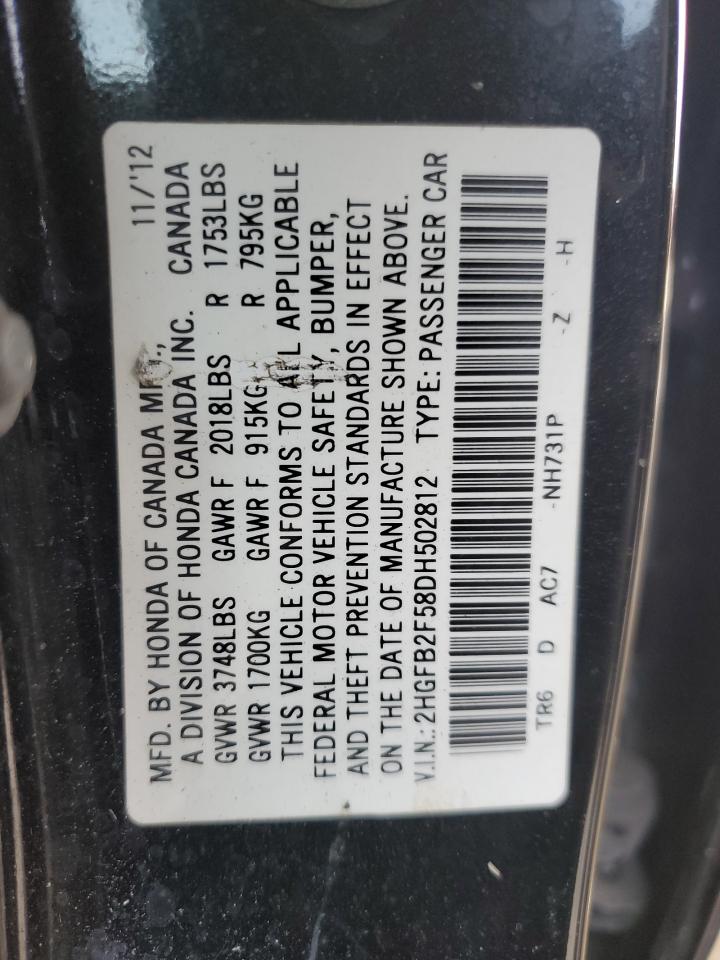 MFD. BY HONDA OF CANADA MFG., 11/'12
A DIVISION OF HONDA CANADA INC. CANADA
GVWR 3748LBS GAWR F 2018LBS R 1753LBS
GVWR 1700KG GAWR F 915KG R 795KG
THIS VEHICLE CONFORMS TO ALL APPLICABLE
FEDERAL MOTOR VEHICLE SAFETY, BUMPER,
AND THEFT PREVENTION STANDARDS IN EFFECT
ON THE DATE OF MANUFACTURE SHOWN ABOVE.
V.I.N.:2HGFB2F58DH502812 TYPE: PASSENGER CAR
TR6 D AC7 -NH731P -Z -H